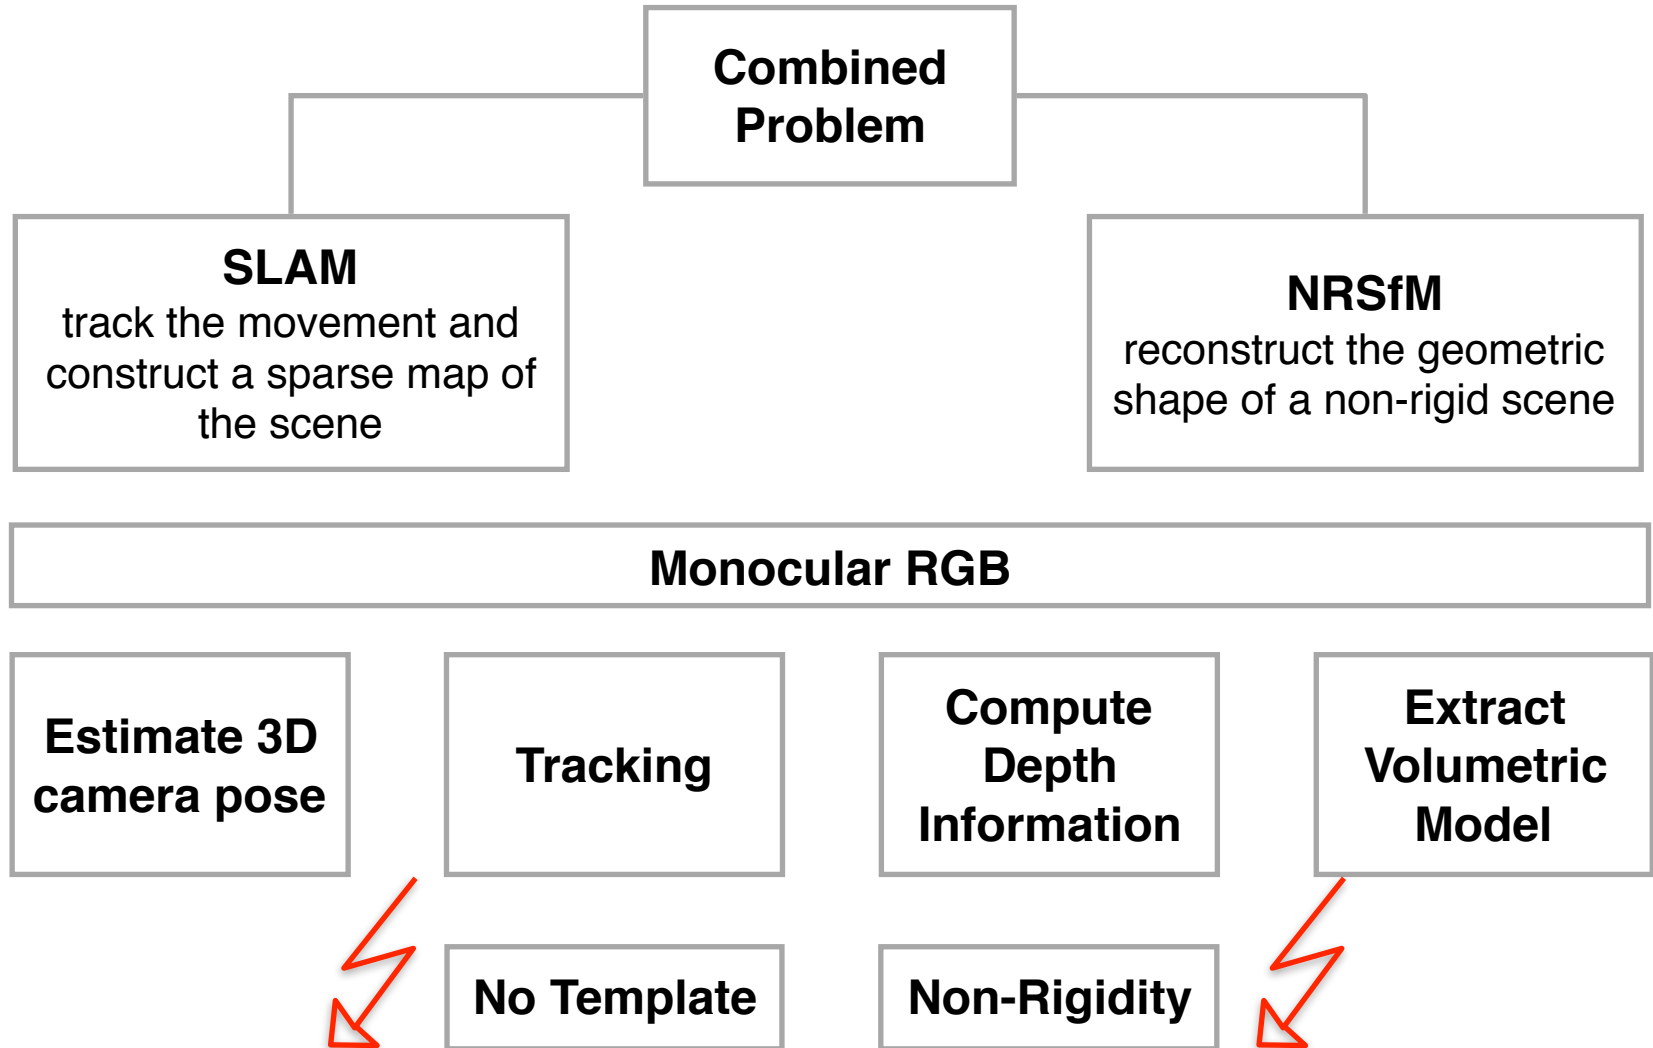 Combined
Problem
SLAM
track the movement and
construct a sparse map of
the scene
NRSfM
reconstruct the geometric
shape of a non-rigid scene
Monocular RGB
Estimate 3D
camera pose
Tracking
Compute
Depth
Information
Extract
Volumetric
Model
No Template
Non-Rigidity